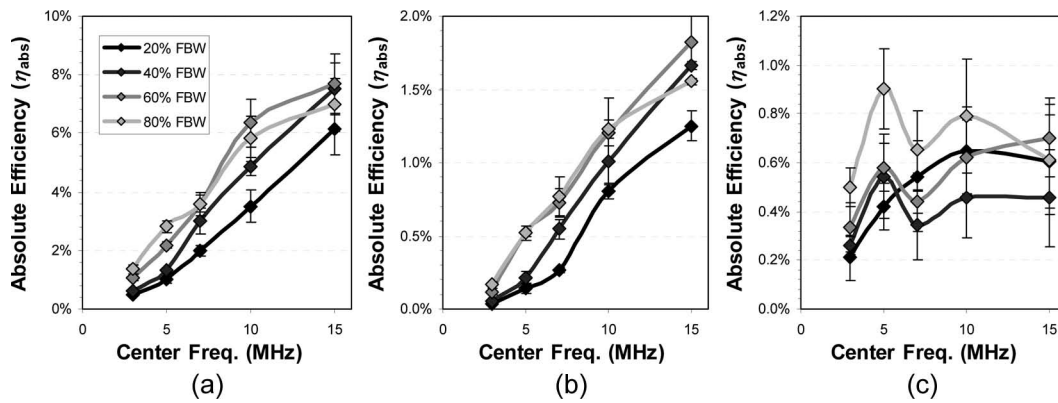 10%
8%
6%
4%
2%
0%
Absolute Efficiency (ηabs)
20% FBW
40% FBW
60% FBW
80% FBW
0
5
10
15
Center Freq. (MHz)
(a)
2.0%
1.5%
1.0%
0.5%
0.0%
Absolute Efficiency (ηabs)
0
5
10
15
Center Freq. (MHz)
(b)
1.2%
1.0%
0.8%
0.6%
0.4%
0.2%
0.0%
Absolute Efficiency (ηabs)
0
5
10
15
Center Freq. (MHz)
(c)